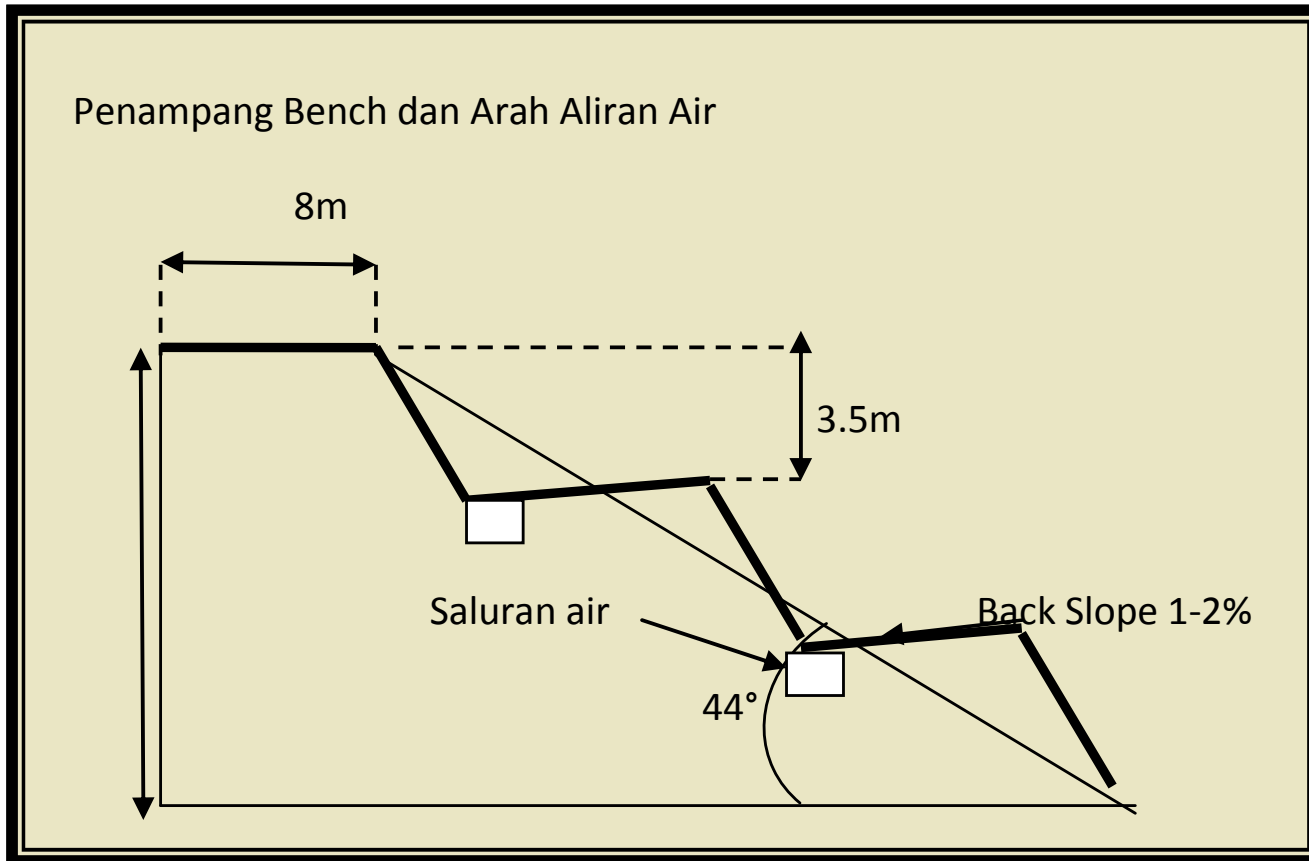 Penampang Bench dan Arah Aliran Air
8m
3.5m
Saluran air
Back Slope 1-2%
44°